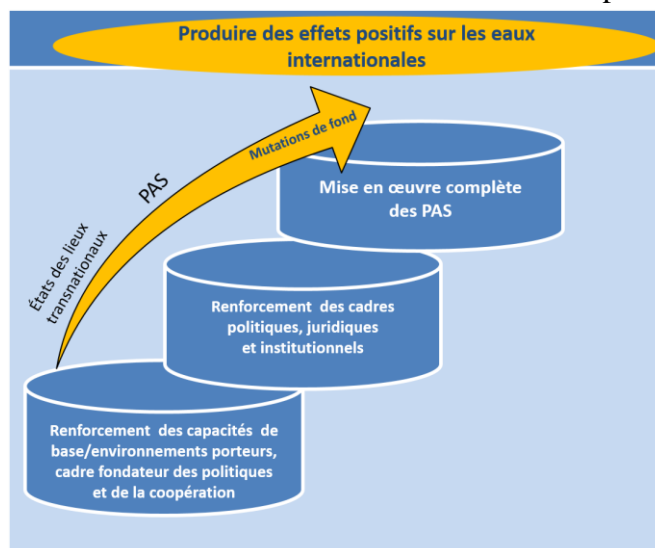 Produire des effets positifs sur les eaux
internationales
Mutations de fond
PAS
États des lieux
transnationaux
Mise en œuvre complète
des PAS
Renforcement des cadres
politiques, juridiques
et institutionnels
Renforcement des capacités de
base/environnements porteurs,
cadre fondateur des politiques
et de la coopération